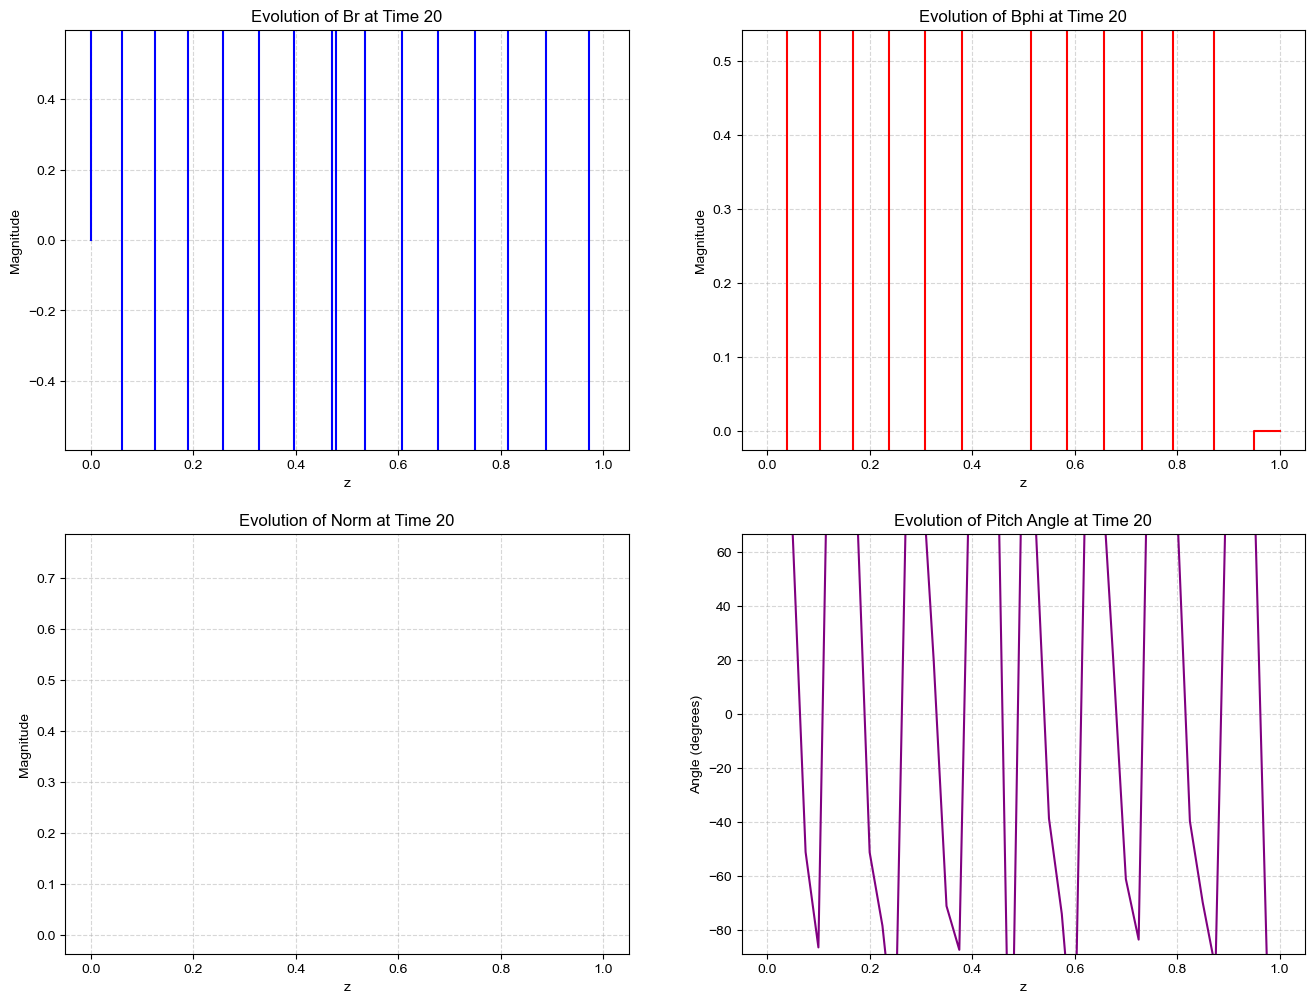 Evolution of Br at Time 20
Magnitude
0.4
0.2
0.0
−0.2
−0.4
0.0 0.2 0.4 0.6 0.8 1.0
z
Evolution of Bphi at Time 20
Magnitude
0.5
0.4
0.3
0.2
0.1
0.0
0.0 0.2 0.4 0.6 0.8 1.0
z
Evolution of Norm at Time 20
Magnitude
0.7
0.6
0.5
0.4
0.3
0.2
0.1
0.0
0.0 0.2 0.4 0.6 0.8 1.0
z
Evolution of Pitch Angle at Time 20
Angle (degrees)
60
40
20
0
−20
−40
−60
−80
0.0 0.2 0.4 0.6 0.8 1.0
z